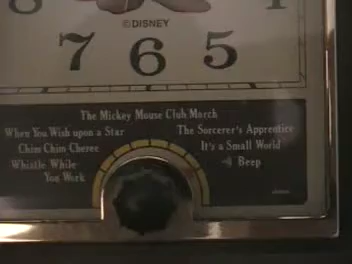 8
4
©DISNEY
7 6 5
The Mickey Mouse Club March
When You Wish upon a Star
The Sorcerer's Apprentice
Chim Chim Cheree
It's a Small World
Whistle While
You Work
Beep